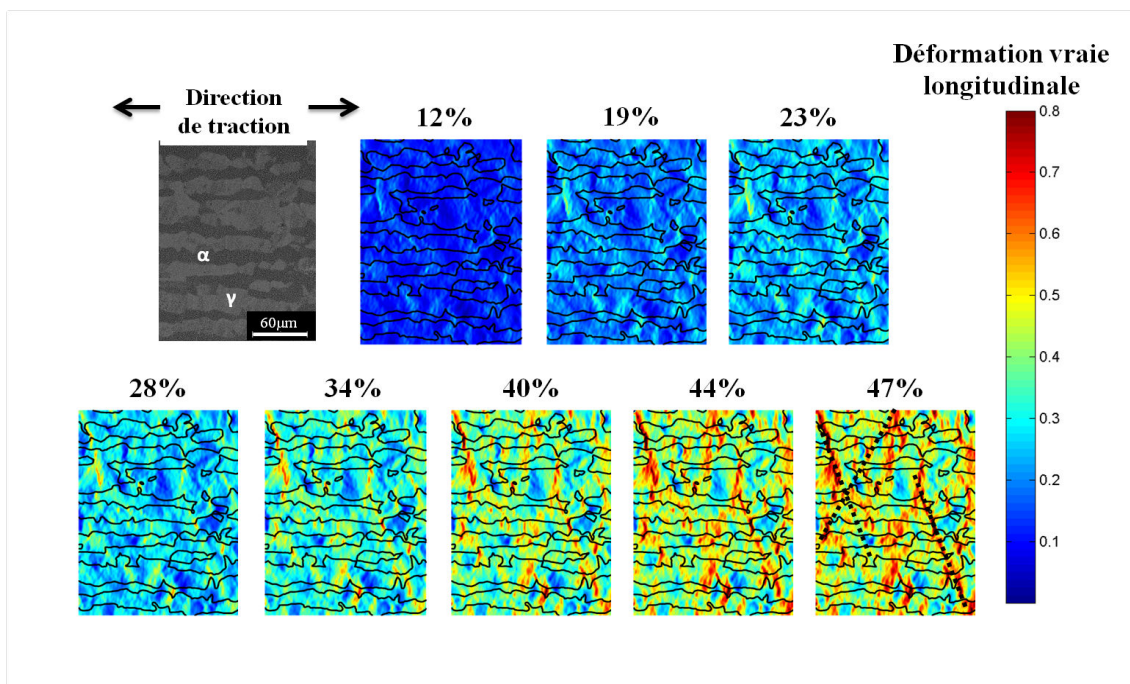 Déformation vraie
longitudinale
Direction
de traction
12%
19%
23%
0.8
0.7
0.6
0.5
0.4
0.3
0.2
0.1
α
γ
60µm
28%
34%
40%
44%
47%